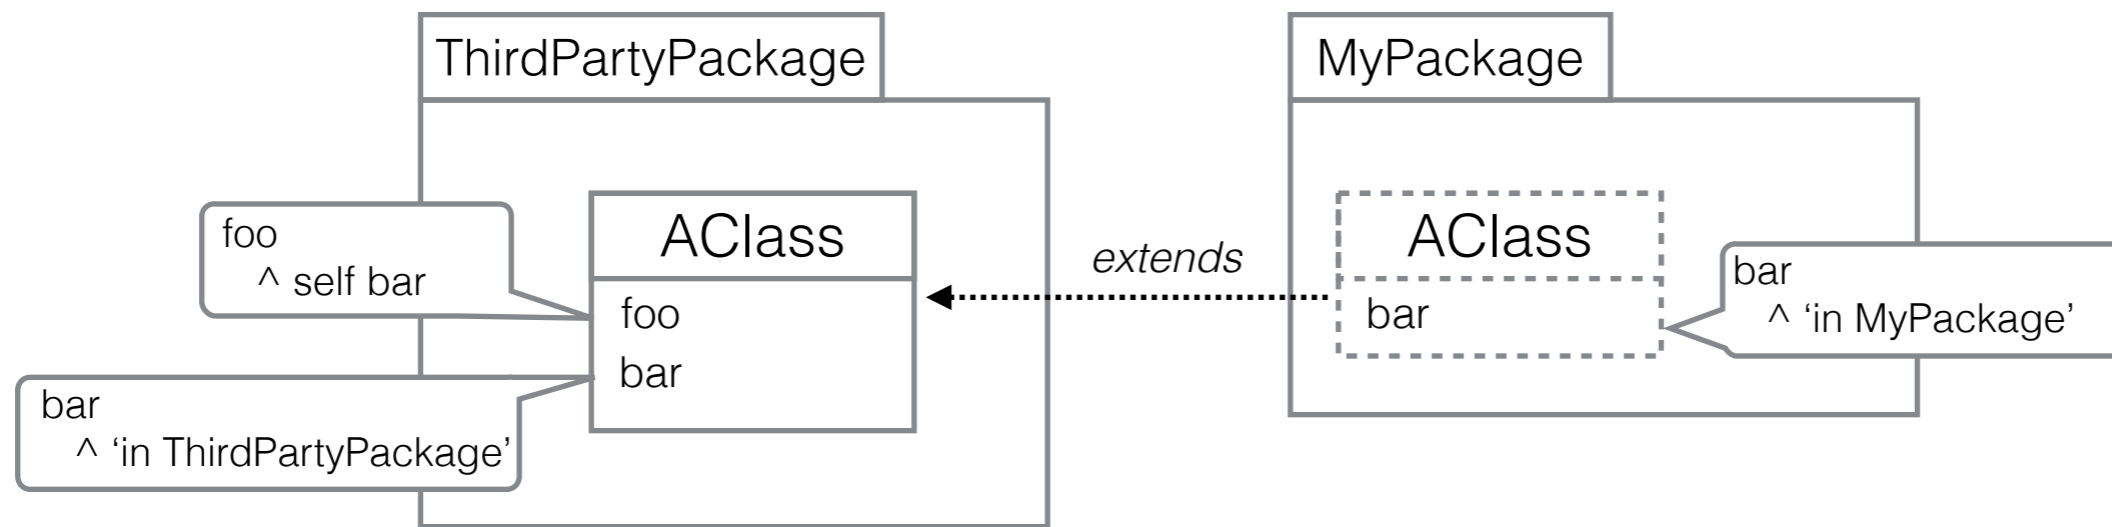 ThirdPartyPackage
MyPackage
foo
^ self bar
AClass
foo
bar
bar
^ ‘in ThirdPartyPackage’
extends
AClass
bar
bar
^ ‘in MyPackage’